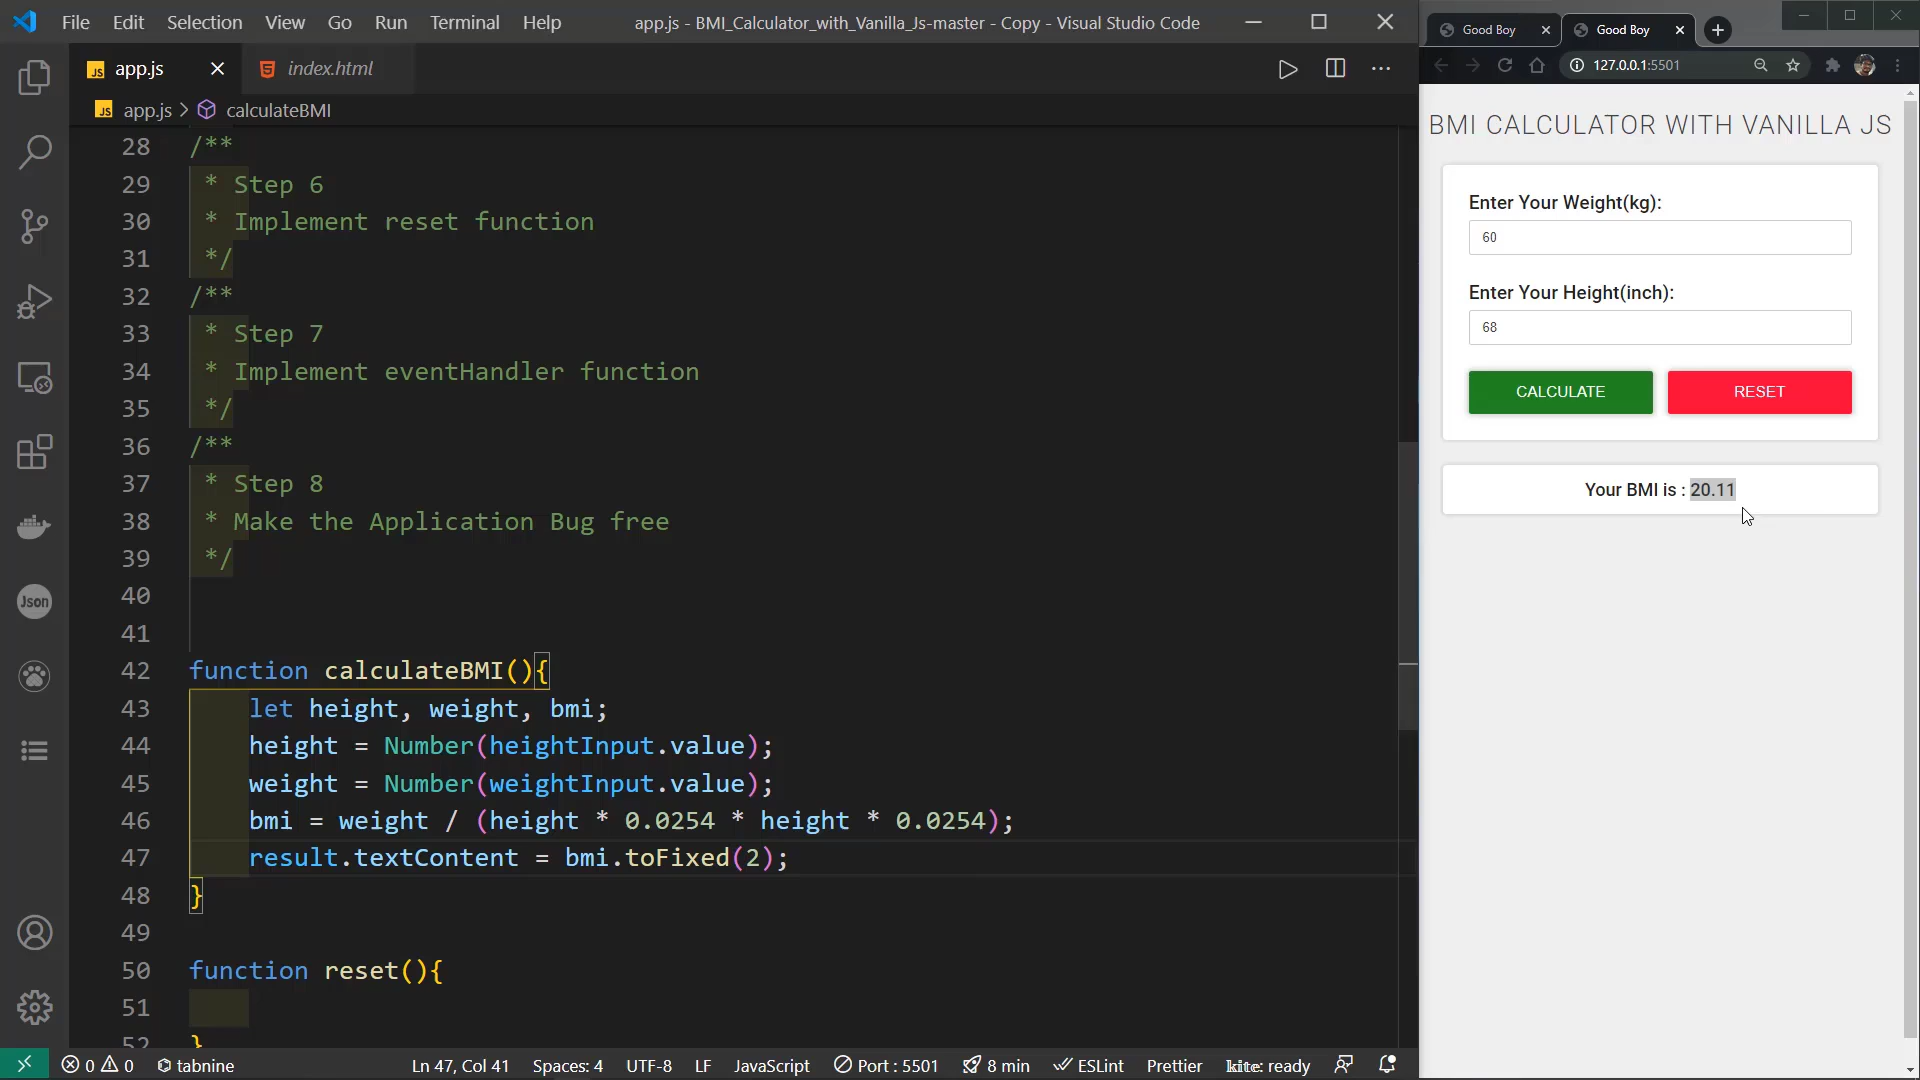 File Edit Selection View Go Run Terminal Help
app.js - BMI_Calculator_with_Vanilla_Js-master - Copy - Visual Studio Code
JS app.js
index.html
JS app.js > calculateBMI
28 /**
29 * Step 6
30 * Implement reset function
31 */
32 /**
33 * Step 7
34 * Implement eventHandler function
35 */
36 /**
37 * Step 8
38 * Make the Application Bug free
39 */
40
41
42 function calculateBMI(){
43 let height, weight, bmi;
44 height = Number(heightInput.value);
45 weight = Number(weightInput.value);
46 bmi = weight / (height * 0.0254 * height * 0.0254);
47 result.textContent = bmi.toFixed(2);
48 }
49
50 function reset(){
51
52 }
Json
0 0 tabnine
Ln 47, Col 41 Spaces: 4 UTF-8 LF JavaScript Port : 5501 8 min ESLint Prettier kite: ready
Good Boy
Good Boy
127.0.0.1:5501
BMI CALCULATOR WITH VANILLA JS
Enter Your Weight(kg):
60
Enter Your Height(inch):
68
CALCULATE
RESET
Your BMI is : 20.11